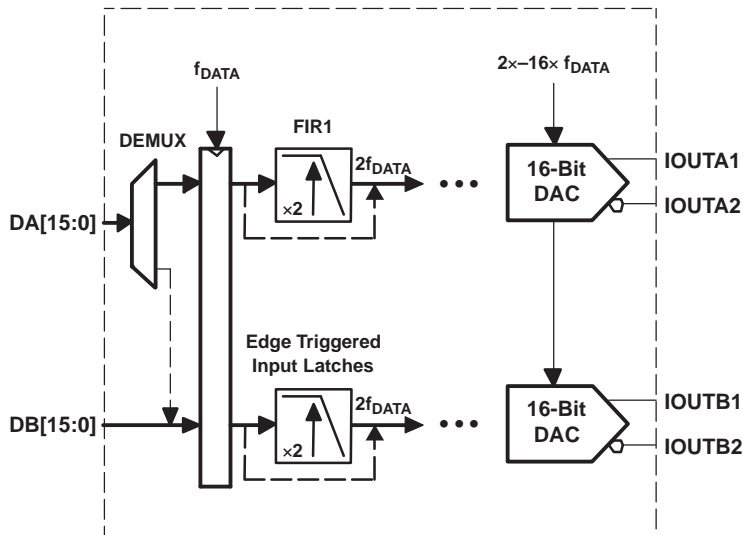 fDATA
2×–16× fDATA
DEMUX
FIR1
2fDATA
×2
16-Bit
DAC
IOUTA1
IOUTA2
DA[15:0]
Edge Triggered
Input Latches
2fDATA
×2
16-Bit
DAC
IOUTB1
IOUTB2
DB[15:0]